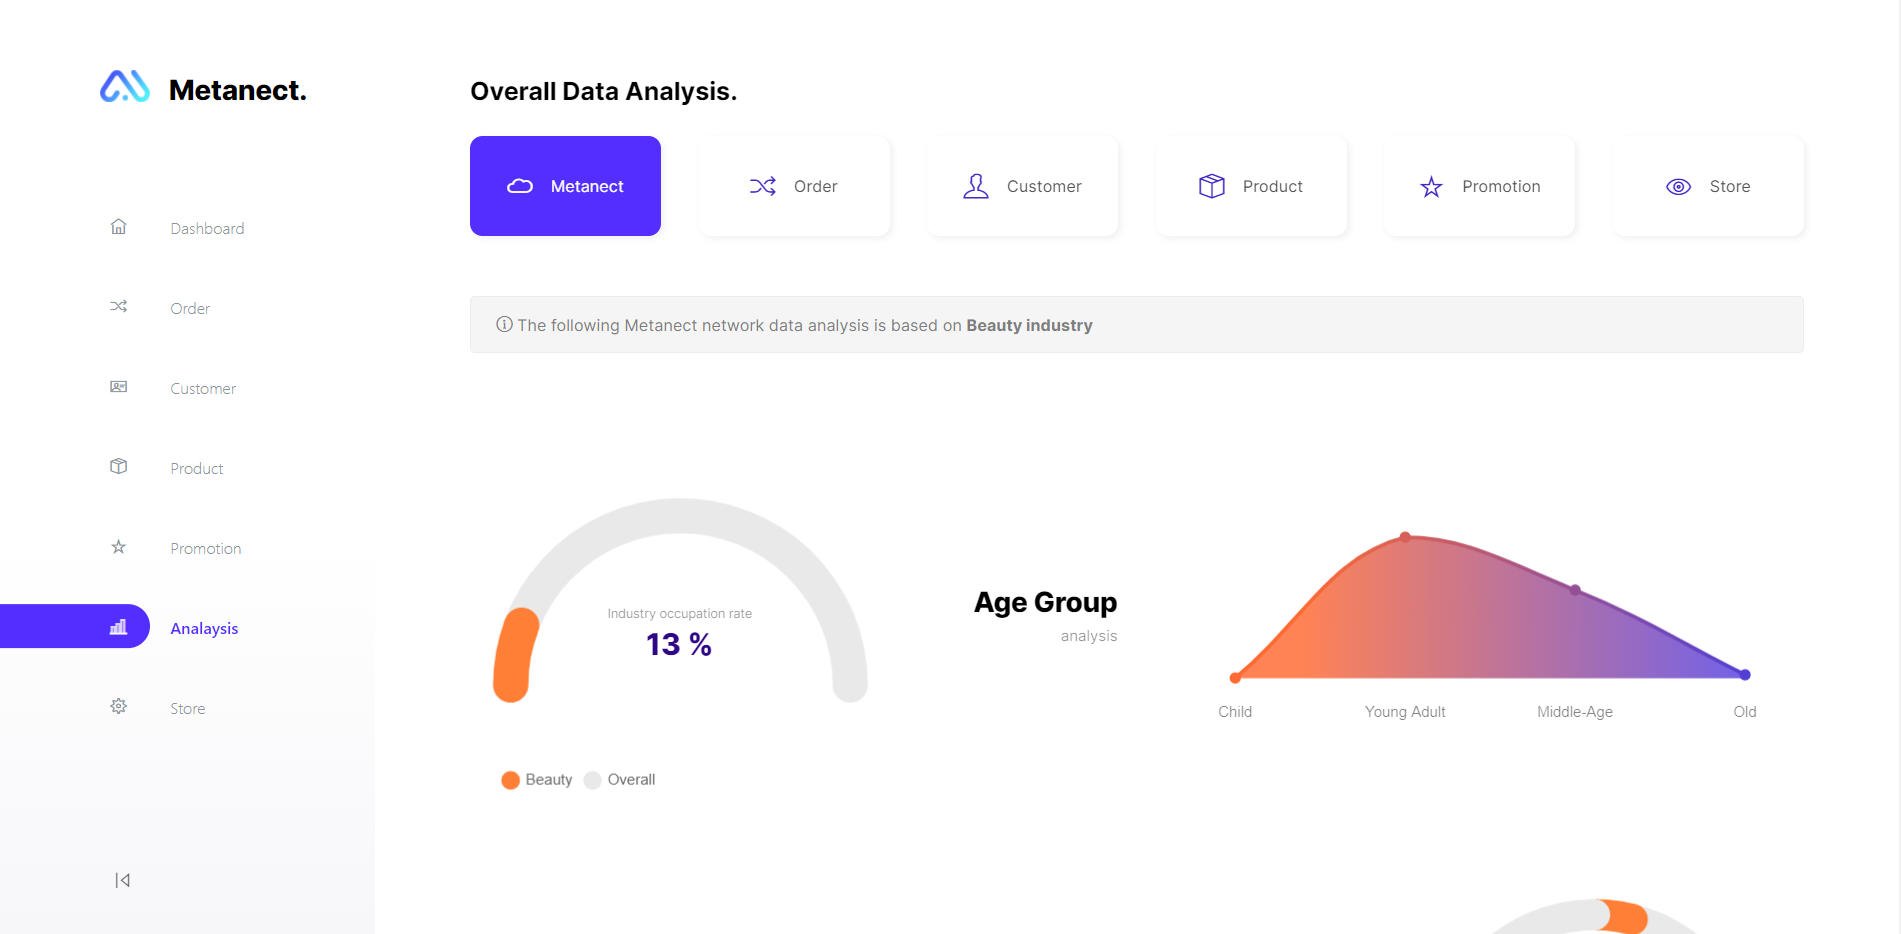 Metanect.
Dashboard
Order
Customer
Product
Promotion
Analaysis
Store
Overall Data Analysis.
Metanect
Order
Customer
Product
Promotion
Store
The following Metanect network data analysis is based on Beauty industry
Industry occupation rate
13 %
Beauty
Overall
Age Group
analysis
Child
Young Adult
Middle-Age
Old